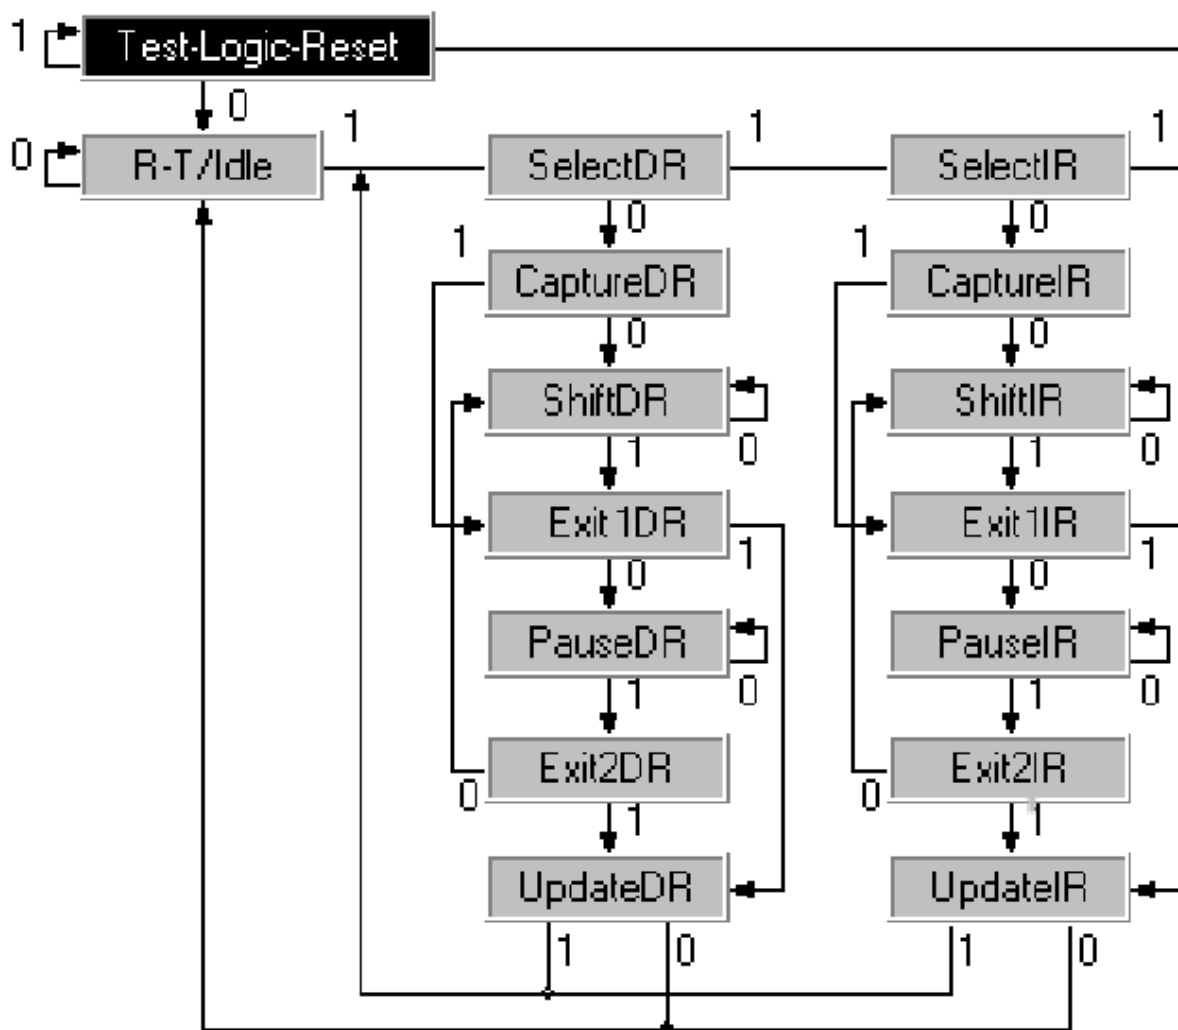 1 Test-Logic-Reset
0
0 R-T/Idle 1 SelectDR 1 SelectIR 1
0 0
1 CaptureDR 1 CaptureIR
0 0
ShiftDR ShiftIR
1 0 1 0
Exit1DR 1 Exit1IR 1
0 0
PauseDR PauseIR
1 0 1 0
Exit2DR Exit2IR
0 1 0 1
UpdateDR UpdateIR
1 0 1 0